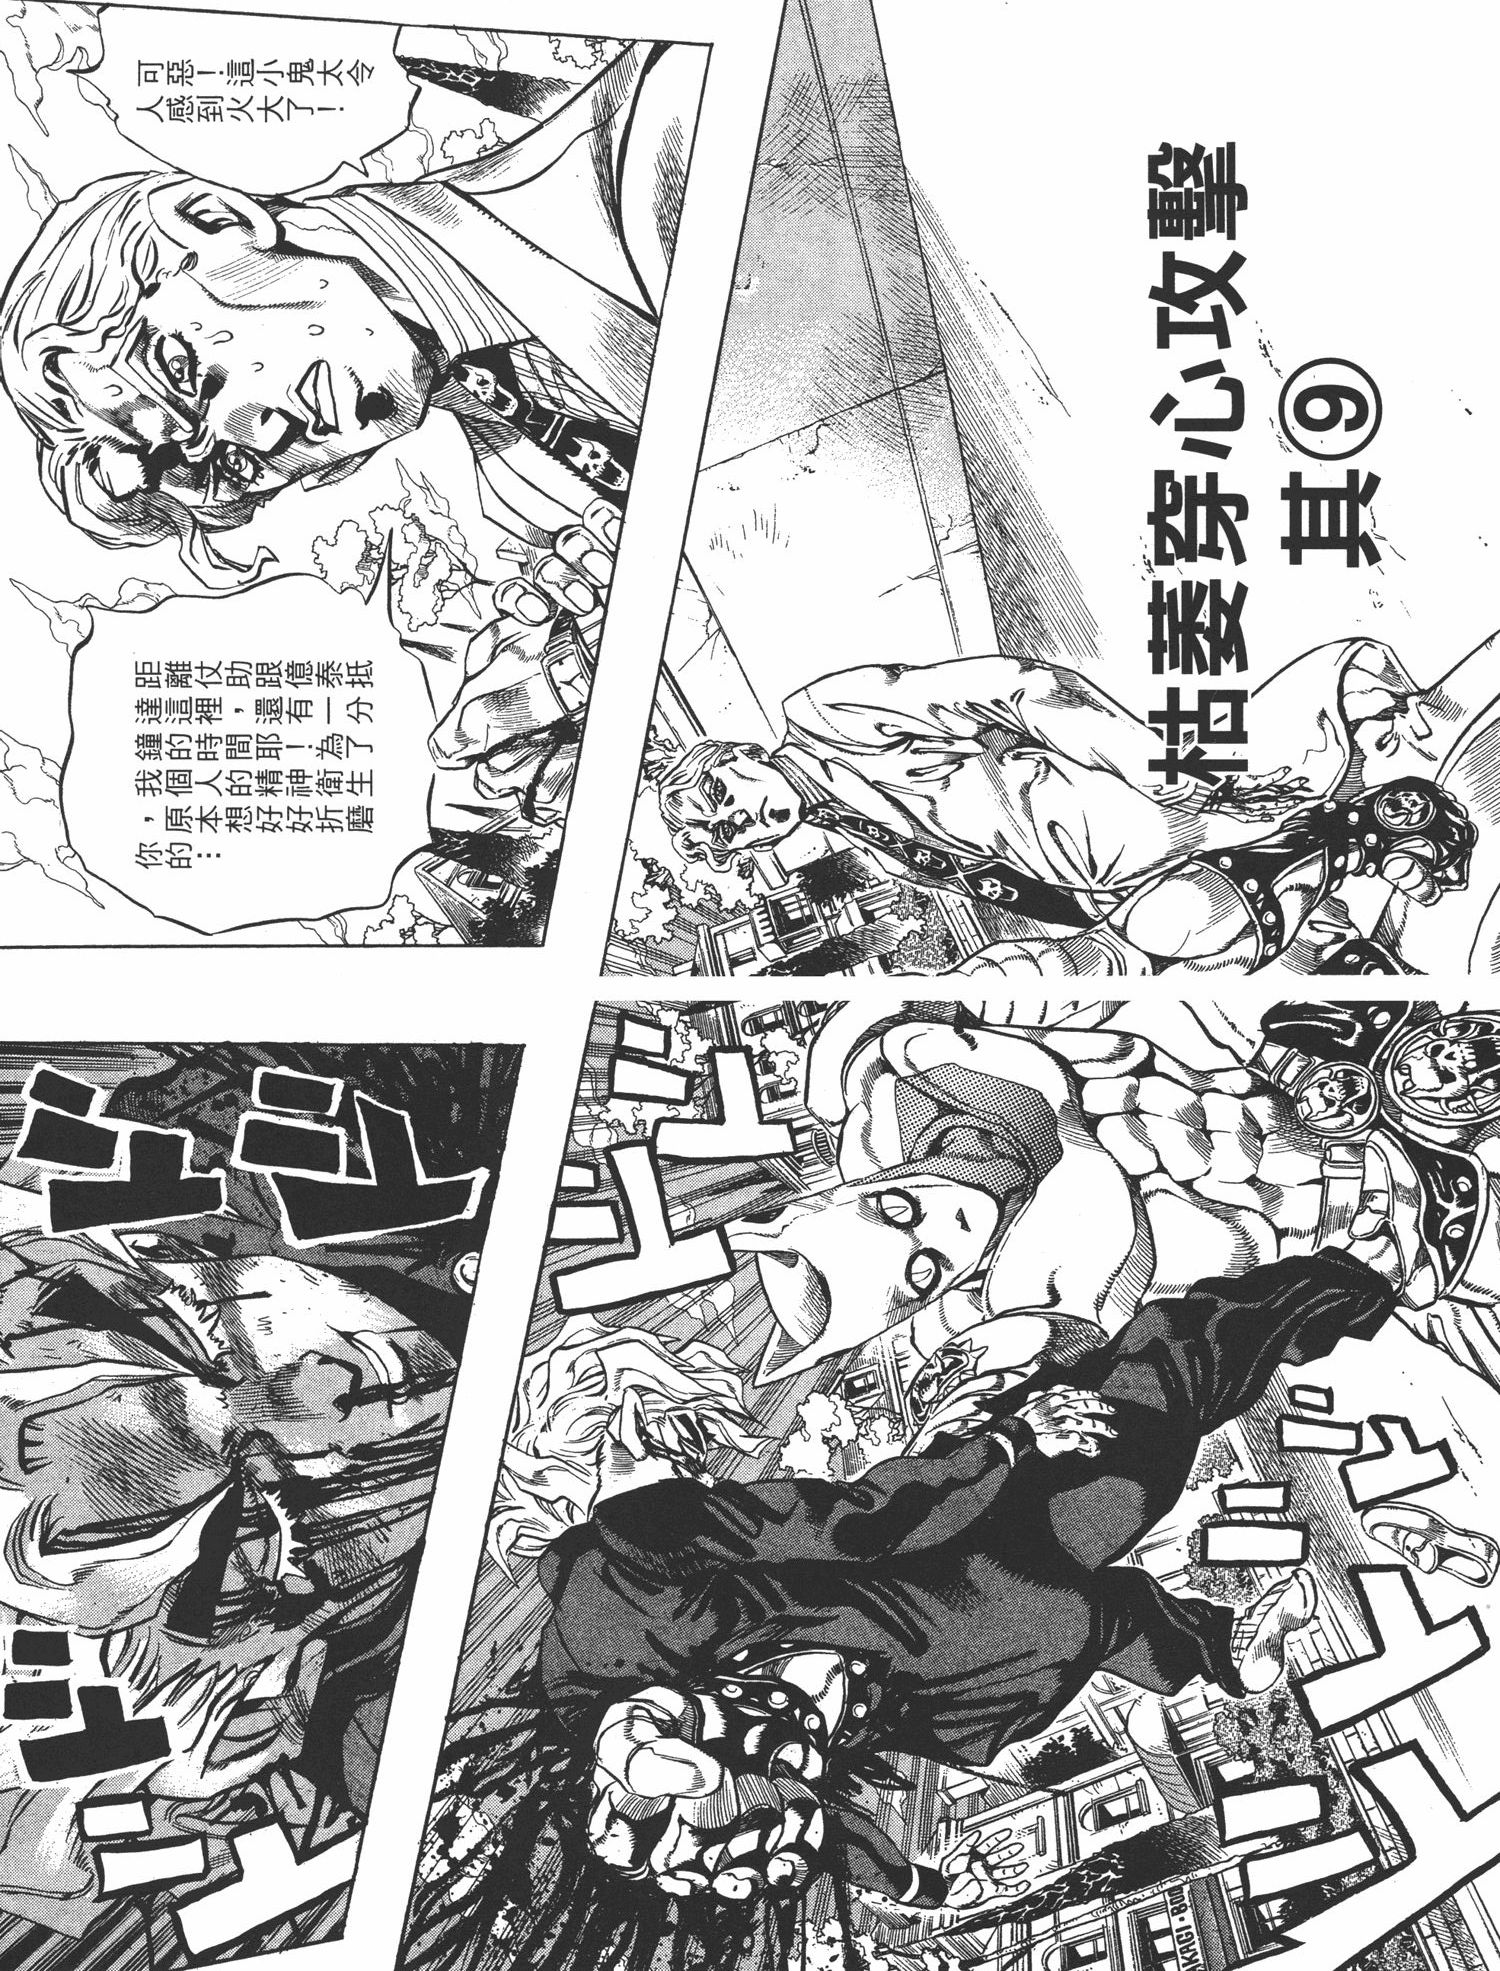 可惡！這小鬼太令
人感到火大了！
距離仗助跟億泰抵
達這裡，還有一分
鐘的時間耶！為了
我個人的精神衛生
，原本想好好折磨
你的…
枯萎穿心攻擊
其⑨
ド
ド
ド
ド
ド
ド
ド
ド